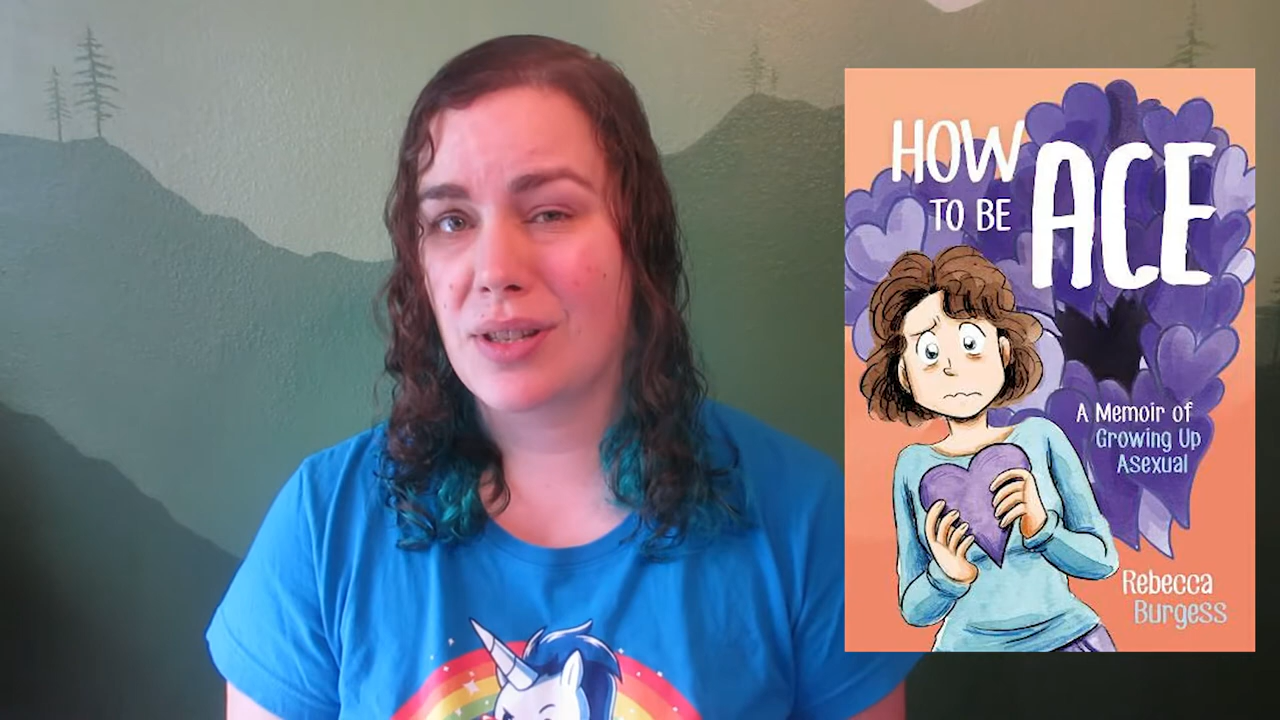 HOW
TO BE
ACE
A Memoir of
Growing Up
Asexual
Rebecca
Burgess